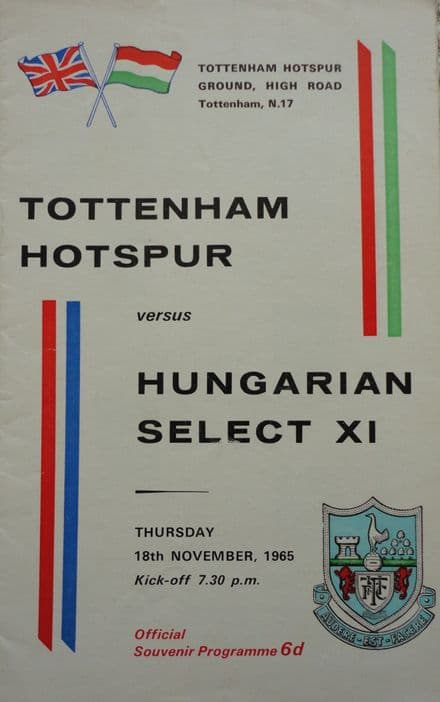 TOTTENHAM HOTSPUR
GROUND, HIGH ROAD
Tottenham, N.17
TOTTENHAM
HOTSPUR
versus
HUNGARIAN
SELECT XI
THURSDAY
18th NOVEMBER, 1965
Kick-off 7.30 p.m.
Official
Souvenir Programme 6d
AUDERE-EST-FACERE